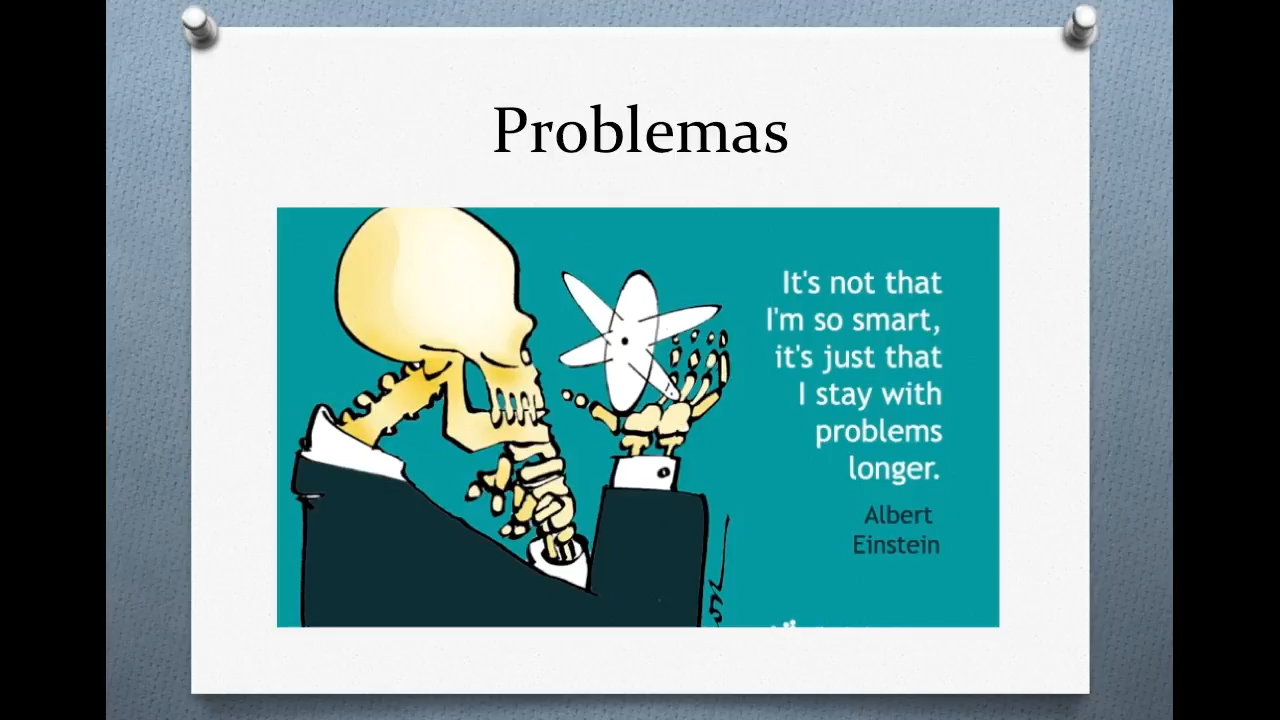 Problemas
It's not that
I'm so smart,
it's just that
I stay with
problems
longer.
Albert
Einstein